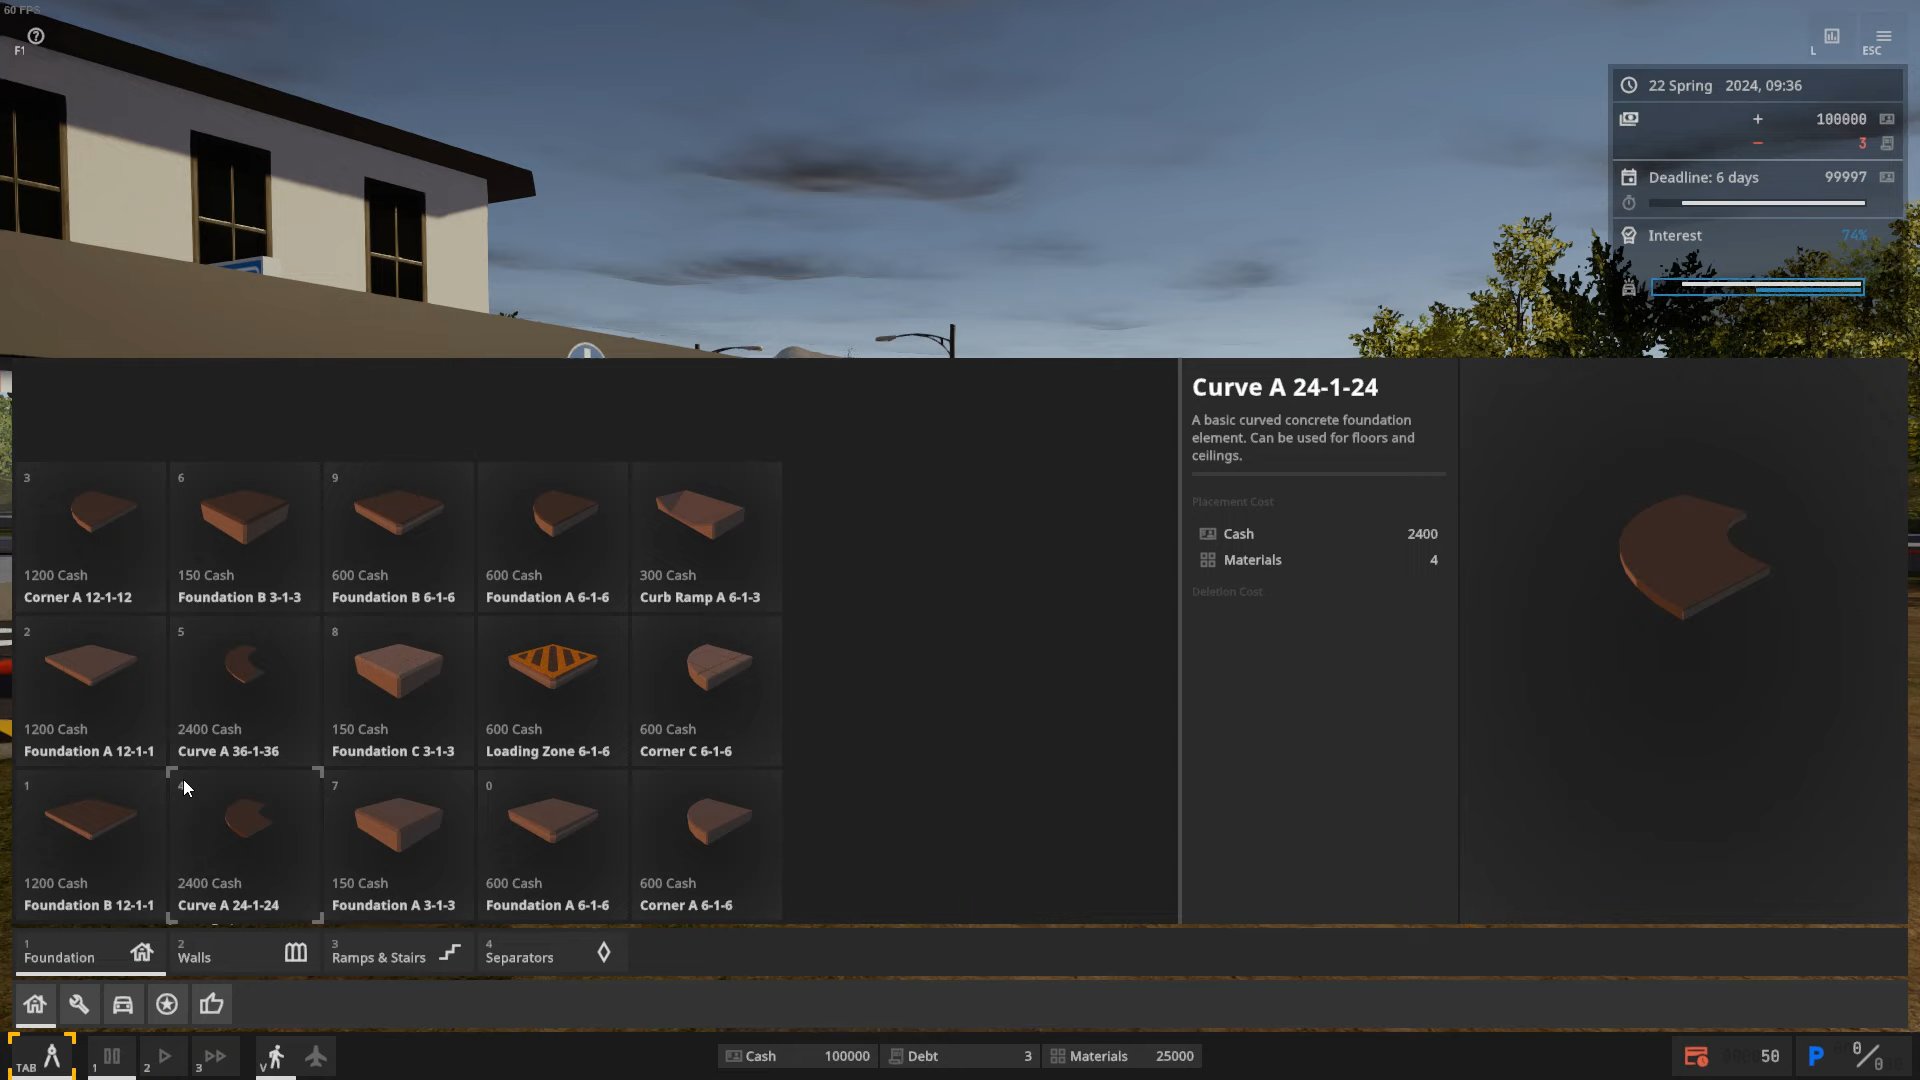 60 FPS
F1
L
ESC
22 Spring 2024, 09:36
+ 100000
− 3
Deadline: 6 days 99997
Interest 74%
Curve A 24-1-24
A basic curved concrete foundation
element. Can be used for floors and
ceilings.
Placement Cost
Cash 2400
Materials 4
Deletion Cost
3 6 9
1200 Cash 150 Cash 600 Cash 600 Cash 300 Cash
Corner A 12-1-12 Foundation B 3-1-3 Foundation B 6-1-6 Foundation A 6-1-6 Curb Ramp A 6-1-3
2 5 8
1200 Cash 2400 Cash 150 Cash 600 Cash 600 Cash
Foundation A 12-1-1 Curve A 36-1-36 Foundation C 3-1-3 Loading Zone 6-1-6 Corner C 6-1-6
1 4 7 0
1200 Cash 2400 Cash 150 Cash 600 Cash 600 Cash
Foundation B 12-1-1 Curve A 24-1-24 Foundation A 3-1-3 Foundation A 6-1-6 Corner A 6-1-6
1 2 3 4
Foundation Walls Ramps & Stairs Separators
TAB 1 2 3 V
Cash 100000 Debt 3 Materials 25000
50
P 0/0